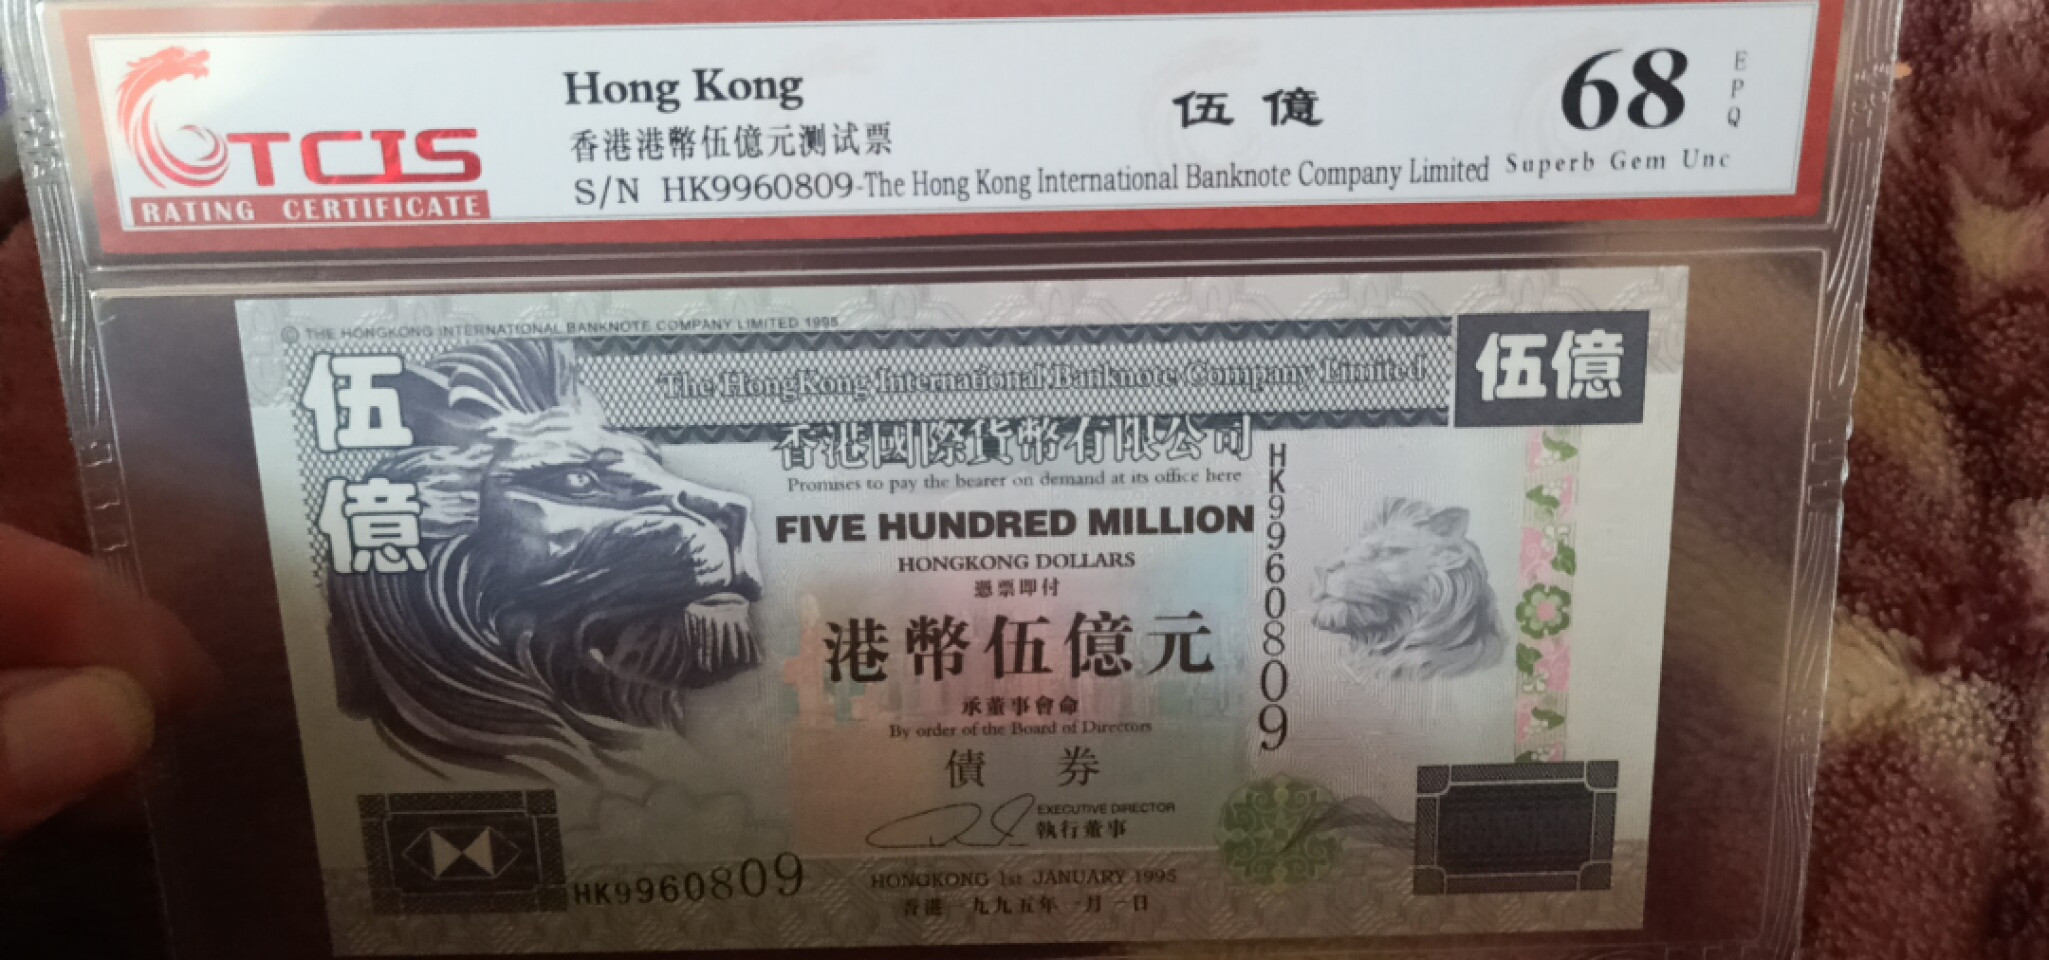 TCIS
RATING CERTIFICATE
Hong Kong
香港港幣伍億元测试票
S/N HK9960809-The Hong Kong International Banknote Company Limited
伍億
68
EPQ
Superb Gem Unc
© THE HONGKONG INTERNATIONAL BANKNOTE COMPANY LIMITED 1995
伍億
The HongKong International Banknote Company Limited
伍億
香港國際貨幣有限公司
Promises to pay the bearer on demand at its office here
FIVE HUNDRED MILLION
HONGKONG DOLLARS
憑票即付
港幣伍億元
承董事會命
By order of the Board of Directors
債券
EXECUTIVE DIRECTOR
執行董事
HK9960809
HK9960809
HONGKONG 1st JANUARY 1995
香港一九九五年一月一日